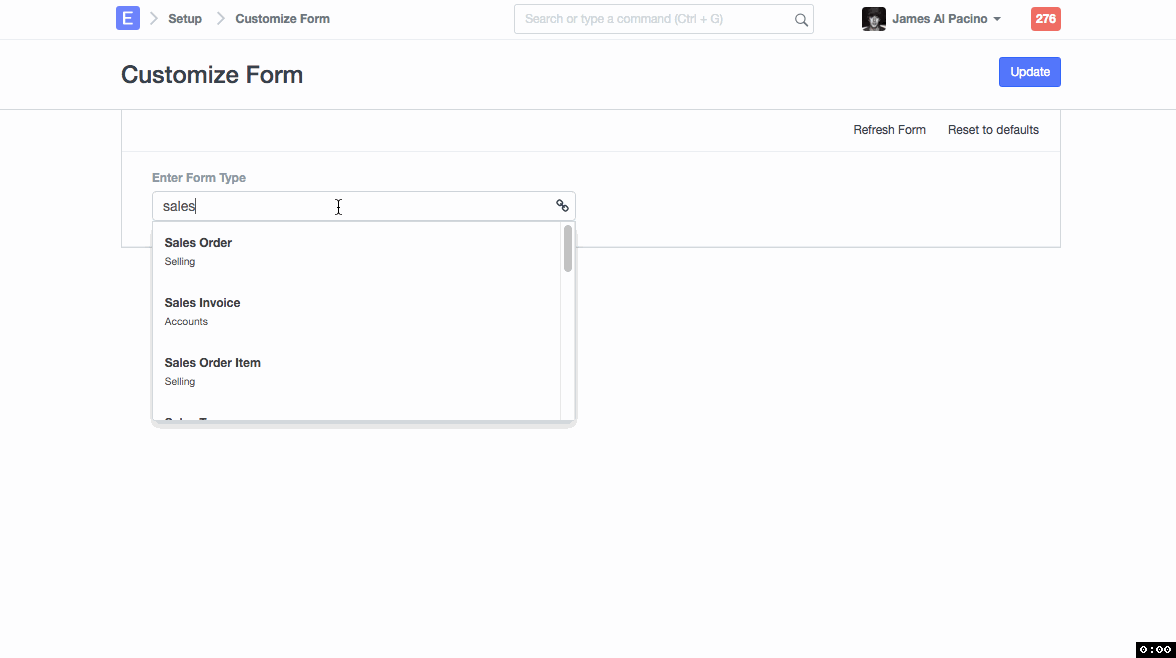 E Setup Customize Form Search or type a command (Ctrl + G) James Al Pacino 276
Customize Form Update
Refresh Form Reset to defaults
Enter Form Type
sales
Sales Order
Selling
Sales Invoice
Accounts
Sales Order Item
Selling
0:00